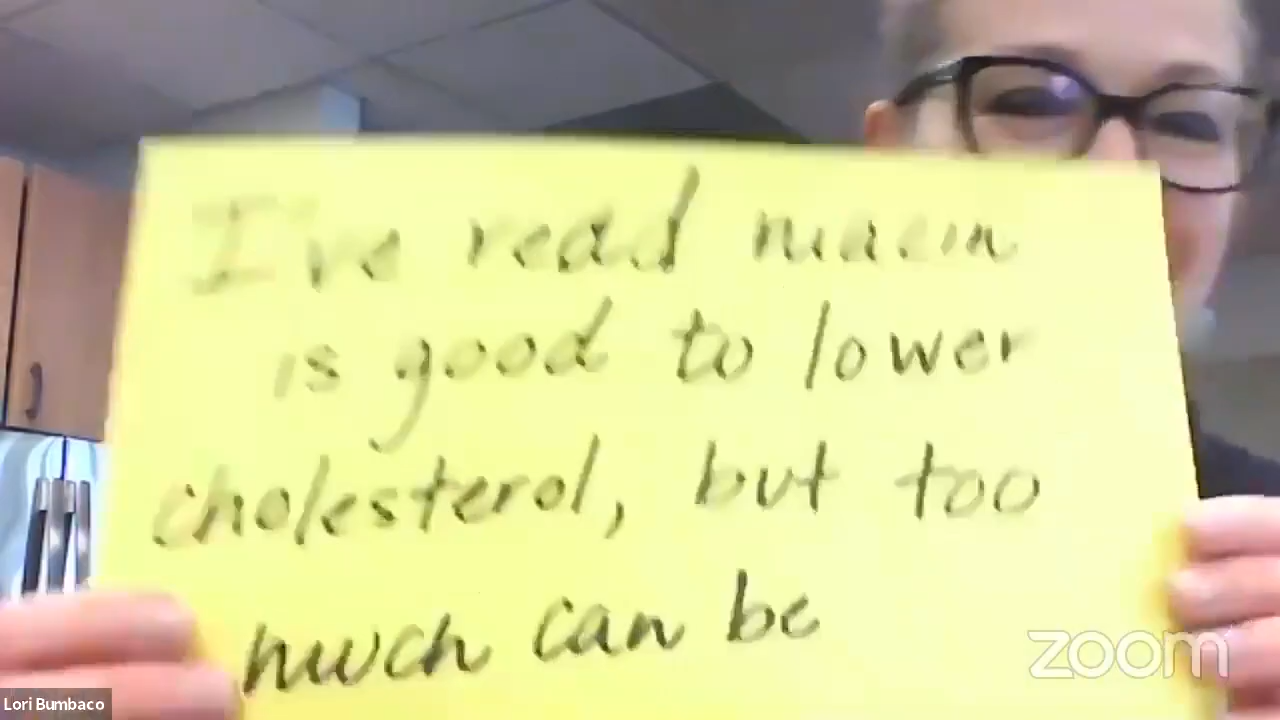 I've read niacin
is good to lower
cholesterol, but too
much can be
zoom
Lori Bumbaco